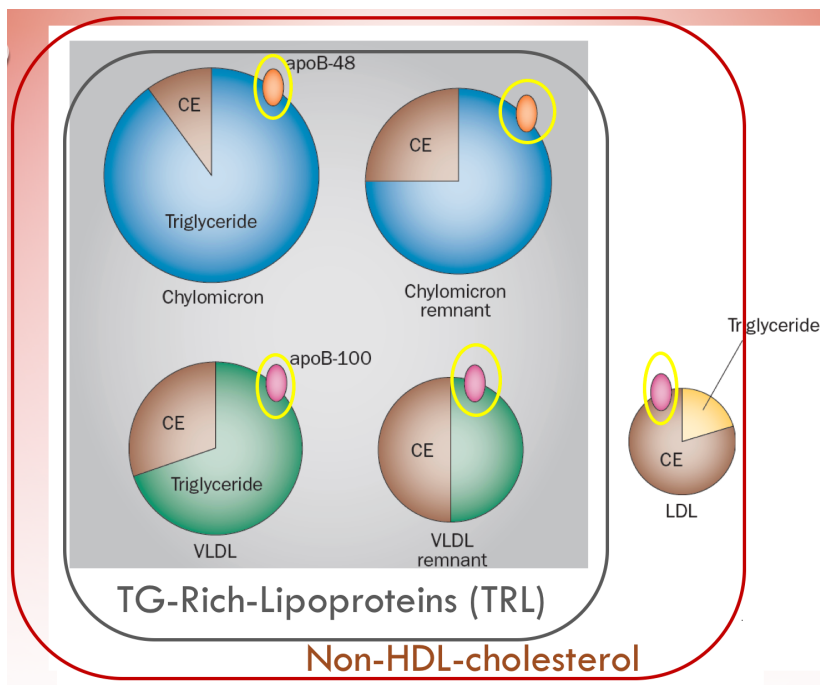 apoB-48
CE
CE
Triglyceride
Chylomicron
Chylomicron
remnant
Triglyceride
apoB-100
CE
CE
CE
Triglyceride
LDL
VLDL
VLDL
remnant
TG-Rich-Lipoproteins (TRL)
Non-HDL-cholesterol